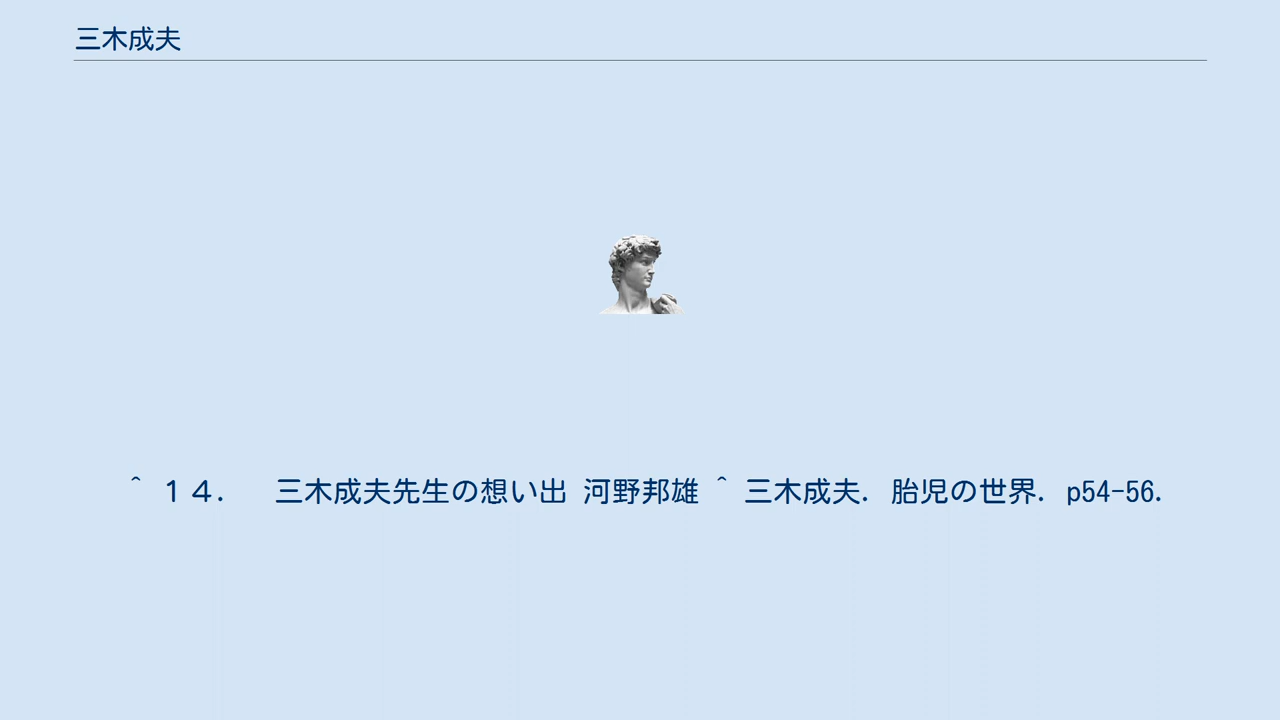 三木成夫
^ １４.　三木成夫先生の想い出 河野邦雄 ^ 三木成夫. 胎児の世界. p54-56.